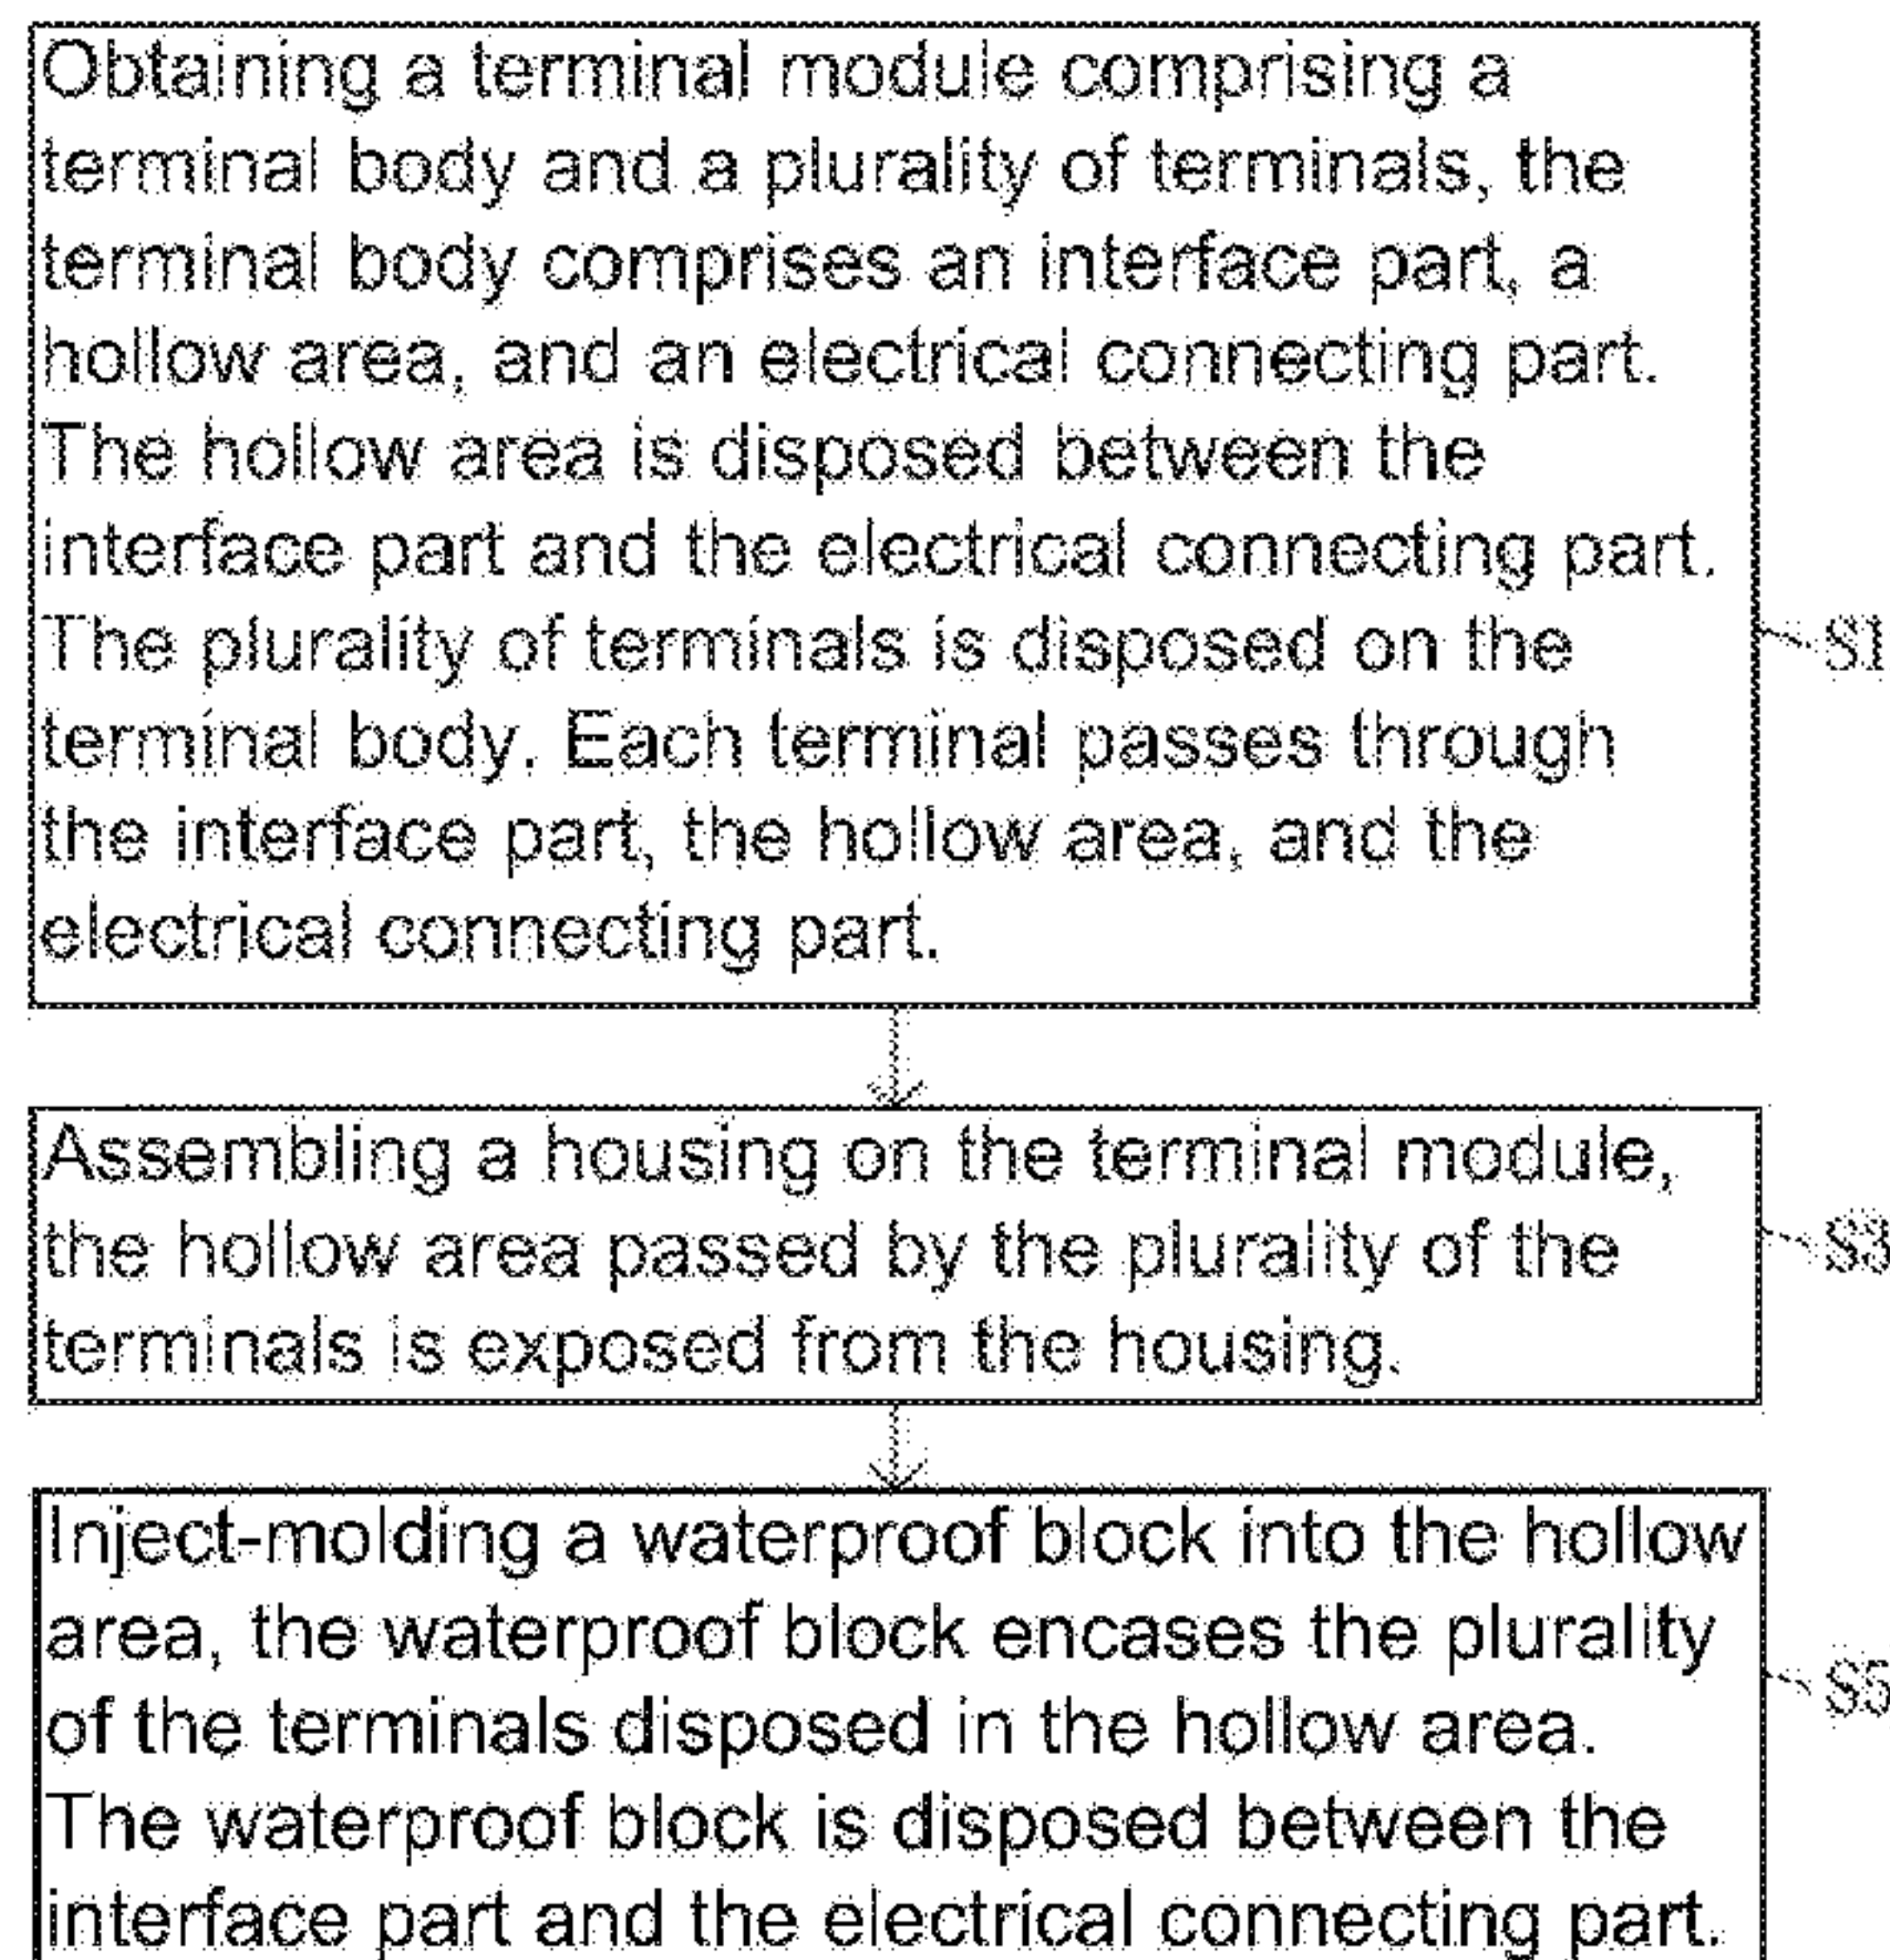 Obtaining a terminal module comprising a
terminal body and a plurality of terminals, the
terminal body comprises an interface part, a
hollow area, and an electrical connecting part.
The hollow area is disposed between the
interface part and the electrical connecting part.
The plurality of terminals is disposed on the
terminal body. Each terminal passes through
the interface part, the hollow area, and the
electrical connecting part.
S1
Assembling a housing on the terminal module,
the hollow area passed by the plurality of the
terminals is exposed from the housing.
S3
Inject-molding a waterproof block into the hollow
area, the waterproof block encases the plurality
of the terminals disposed in the hollow area.
The waterproof block is disposed between the
interface part and the electrical connecting part.
S5